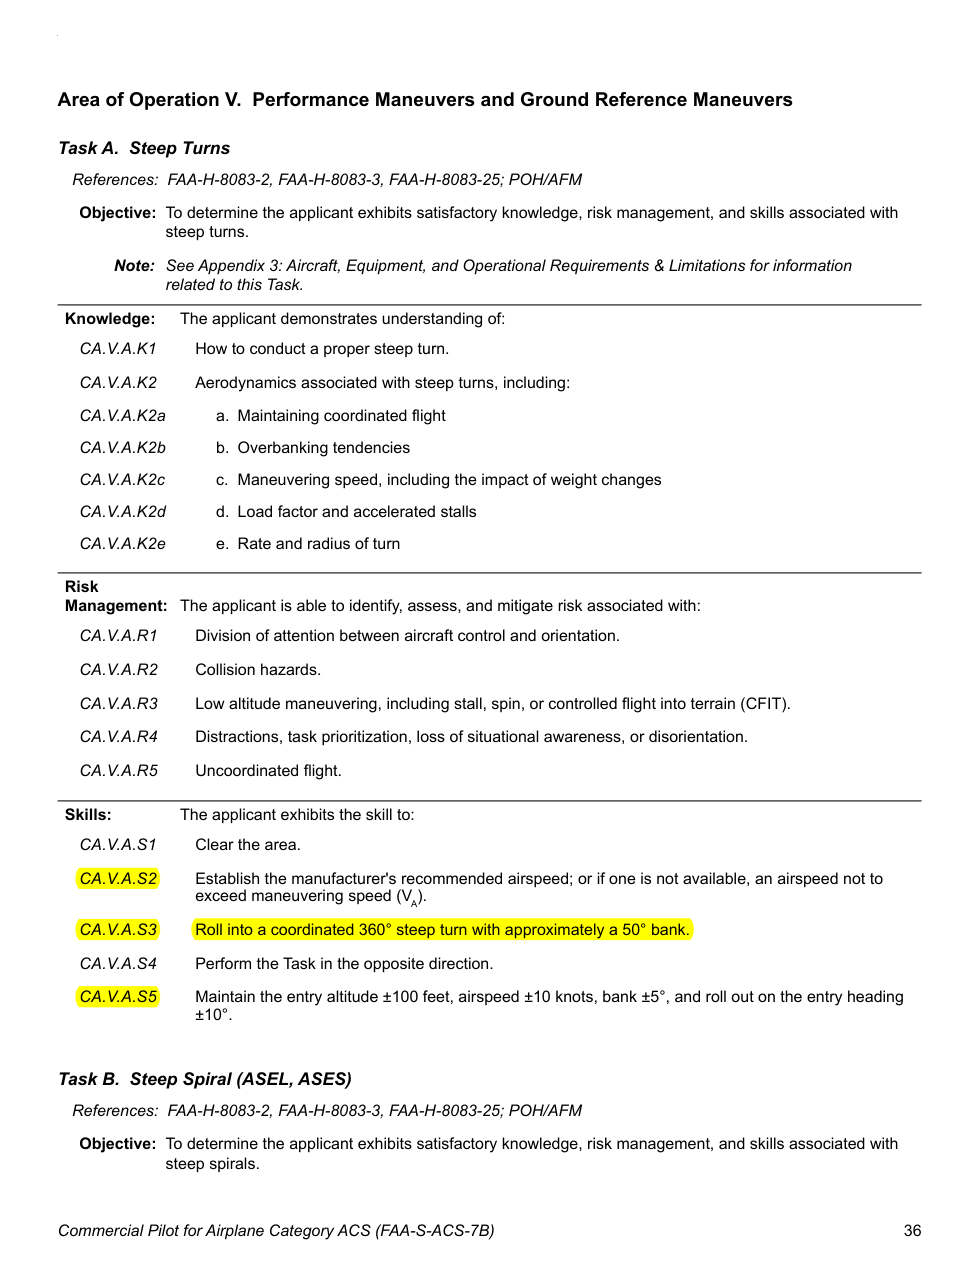 Area of Operation V.  Performance Maneuvers and Ground Reference Maneuvers
Task A.  Steep Turns
References:  FAA-H-8083-2, FAA-H-8083-3, FAA-H-8083-25; POH/AFM
Objective:  To determine the applicant exhibits satisfactory knowledge, risk management, and skills associated with
steep turns.
Note:  See Appendix 3: Aircraft, Equipment, and Operational Requirements & Limitations for information
related to this Task.
Knowledge:  The applicant demonstrates understanding of:
CA.V.A.K1  How to conduct a proper steep turn.
CA.V.A.K2  Aerodynamics associated with steep turns, including:
CA.V.A.K2a  a.  Maintaining coordinated flight
CA.V.A.K2b  b.  Overbanking tendencies
CA.V.A.K2c  c.  Maneuvering speed, including the impact of weight changes
CA.V.A.K2d  d.  Load factor and accelerated stalls
CA.V.A.K2e  e.  Rate and radius of turn
Risk
Management:  The applicant is able to identify, assess, and mitigate risk associated with:
CA.V.A.R1  Division of attention between aircraft control and orientation.
CA.V.A.R2  Collision hazards.
CA.V.A.R3  Low altitude maneuvering, including stall, spin, or controlled flight into terrain (CFIT).
CA.V.A.R4  Distractions, task prioritization, loss of situational awareness, or disorientation.
CA.V.A.R5  Uncoordinated flight.
Skills:  The applicant exhibits the skill to:
CA.V.A.S1  Clear the area.
CA.V.A.S2  Establish the manufacturer's recommended airspeed; or if one is not available, an airspeed not to
exceed maneuvering speed (VA).
CA.V.A.S3  Roll into a coordinated 360° steep turn with approximately a 50° bank.
CA.V.A.S4  Perform the Task in the opposite direction.
CA.V.A.S5  Maintain the entry altitude ±100 feet, airspeed ±10 knots, bank ±5°, and roll out on the entry heading
±10°.
Task B.  Steep Spiral (ASEL, ASES)
References:  FAA-H-8083-2, FAA-H-8083-3, FAA-H-8083-25; POH/AFM
Objective:  To determine the applicant exhibits satisfactory knowledge, risk management, and skills associated with
steep spirals.
Commercial Pilot for Airplane Category ACS (FAA-S-ACS-7B)  36